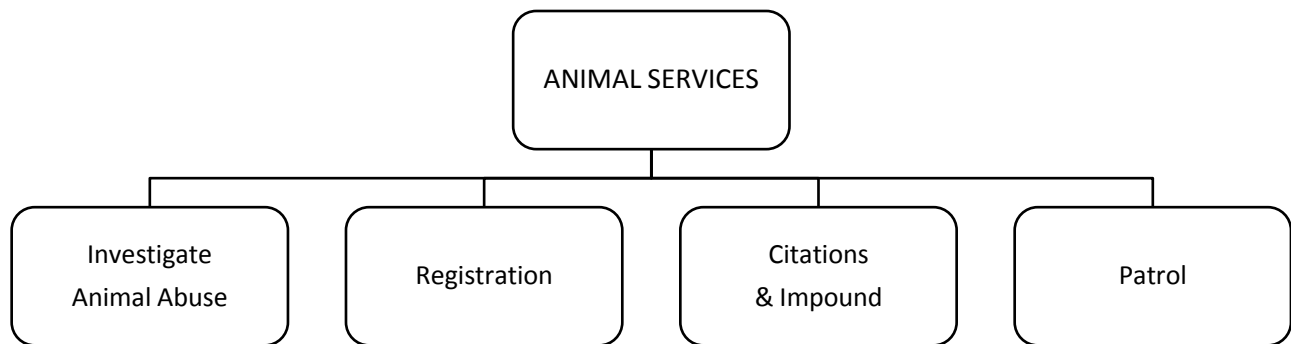 ANIMAL SERVICES
Investigate
Animal Abuse
Registration
Citations
& Impound
Patrol